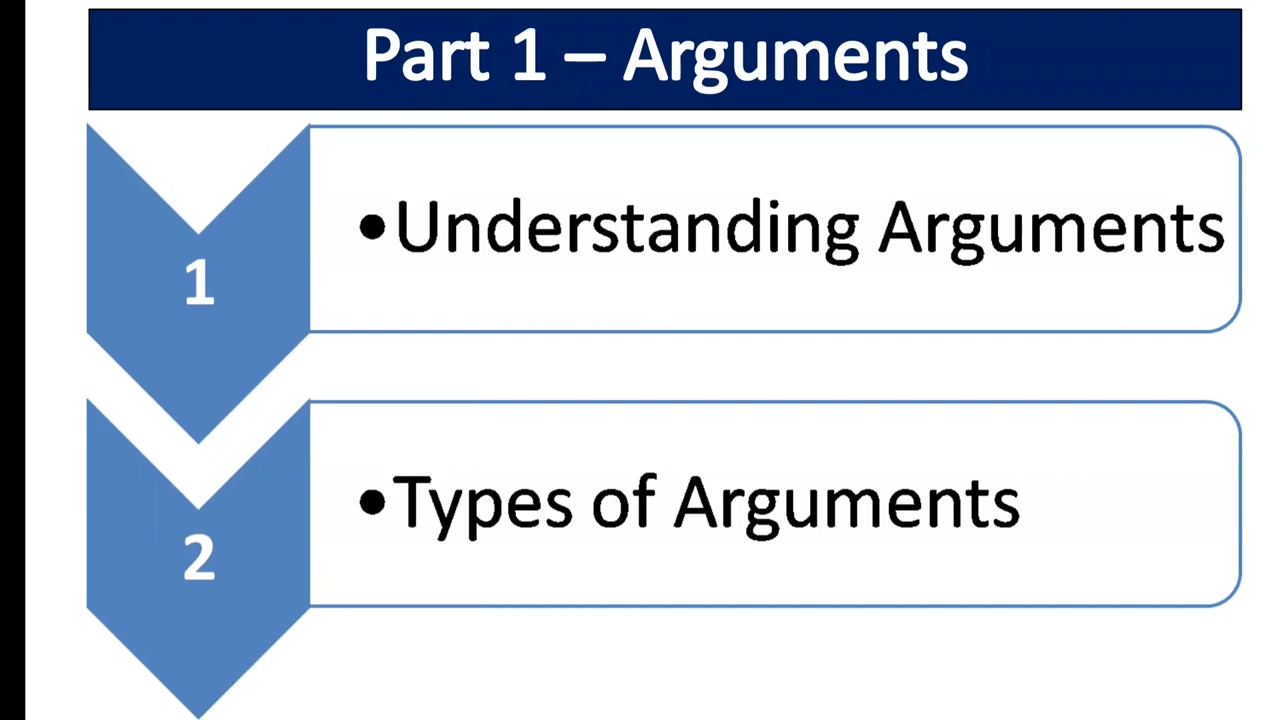 Part 1 – Arguments
1
•Understanding Arguments
2
•Types of Arguments